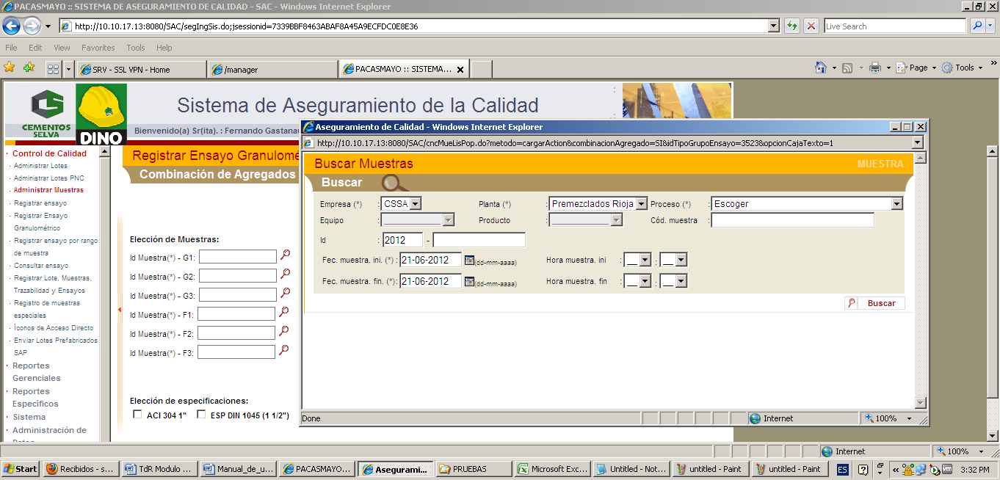 PACASMAYO :: SISTEMA DE ASEGURAMIENTO DE CALIDAD - SAC - Windows Internet Explorer
http://10.10.17.13:8080/SAC/segIngSis.do;jsessionid=7339BBF8463ABAF8A45A9ECFDC0E8E36
Live Search
File Edit View Favorites Tools Help
SRV - SSL VPN - Home
/manager
PACASMAYO :: SISTEMA...
Page
Tools
CEMENTOS
SELVA
DINO
Sistema de Aseguramiento de la Calidad
Bienvenido(a) Sr(ita). : Fernando Gastana
Control de Calidad
Administrar Lotes
Administrar Lotes PNC
Administrar Muestras
Registrar ensayo
Registrar Ensayo
Granulométrico
Registrar ensayo por rango
de muestra
Consultar ensayo
Registrar Lote, Muestras,
Trazabilidad y Ensayos
Registro de muestras
especiales
Íconos de Acceso Directo
Enviar Lotes Prefabricados
SAP
Reportes
Gerenciales
Reportes
Específicos
Sistema
Administración de
Registrar Ensayo Granulomé
Combinación de Agregados
Elección de Muestras:
Id Muestra(*) - G1:
Id Muestra(*) - G2:
Id Muestra(*) - G3:
Id Muestra(*) - F1:
Id Muestra(*) - F2:
Id Muestra(*) - F3:
Elección de especificaciones:
ACI 304 1" ESP DIN 1045 (1 1/2")
Aseguramiento de Calidad - Windows Internet Explorer
http://10.10.17.13:8080/SAC/cncMueLisPop.do?metodo=cargarAction&combinacionAgregado=SI&idTipoGrupoEnsayo=3523&opcionCajaTexto=1
Buscar Muestras MUESTRA
Buscar
Empresa (*) : CSSA Planta (*) : Premezclados Rioja Proceso (*) : Escoger
Equipo : Producto : Cód. muestra :
Id : 2012 -
Fec. muestra. ini. (*) : 21-06-2012 (dd-mm-aaaa) Hora muestra. ini : __ : __
Fec. muestra. fin. (*): 21-06-2012 (dd-mm-aaaa) Hora muestra. fin : __ : __
Buscar
Done Internet 100%
Internet 100%
Start Recibidos - s... TdR Modulo ... Manual_de_u... PACASMAYO... Asegurami... PRUEBAS Microsoft Exc... Untitled - Not... untitled - Paint untitled - Paint ES 3:32 PM